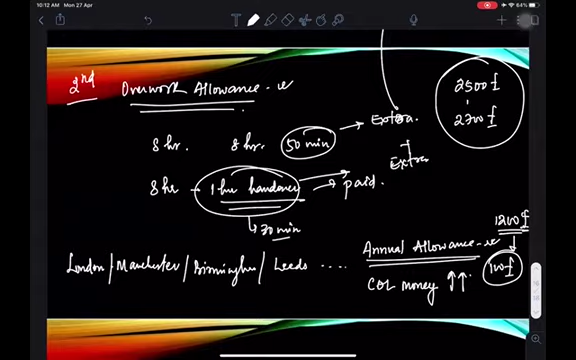 10:12 AM Mon 27 Apr
64%
2nd Overwork Allowance
2500 £
2700 £
8 hr. 8 hr. 50 min → Extra.
Extra
8 hr - 1 hr handover → paid.
→ 30 min
1200 £
Annual Allowance
100 £
London / Manchester / Birmingham / Leeds ....
COL money ↑↑